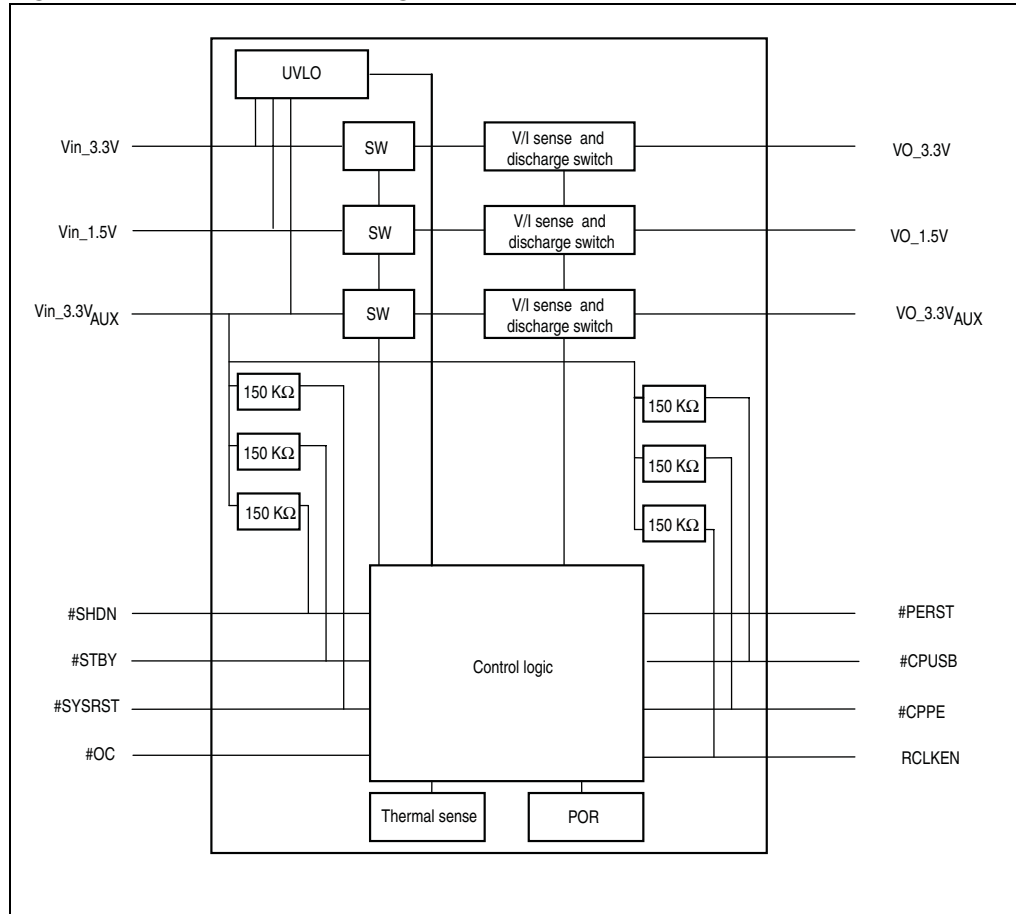 UVLO
Vin_3.3V
SW
V/I sense and
discharge switch
VO_3.3V
Vin_1.5V
SW
V/I sense and
discharge switch
VO_1.5V
Vin_3.3VAUX
SW
V/I sense and
discharge switch
VO_3.3VAUX
150 KΩ
150 KΩ
150 KΩ
150 KΩ
150 KΩ
150 KΩ
#SHDN
#STBY
#SYSRST
#OC
Control logic
#PERST
#CPUSB
#CPPE
RCLKEN
Thermal sense
POR